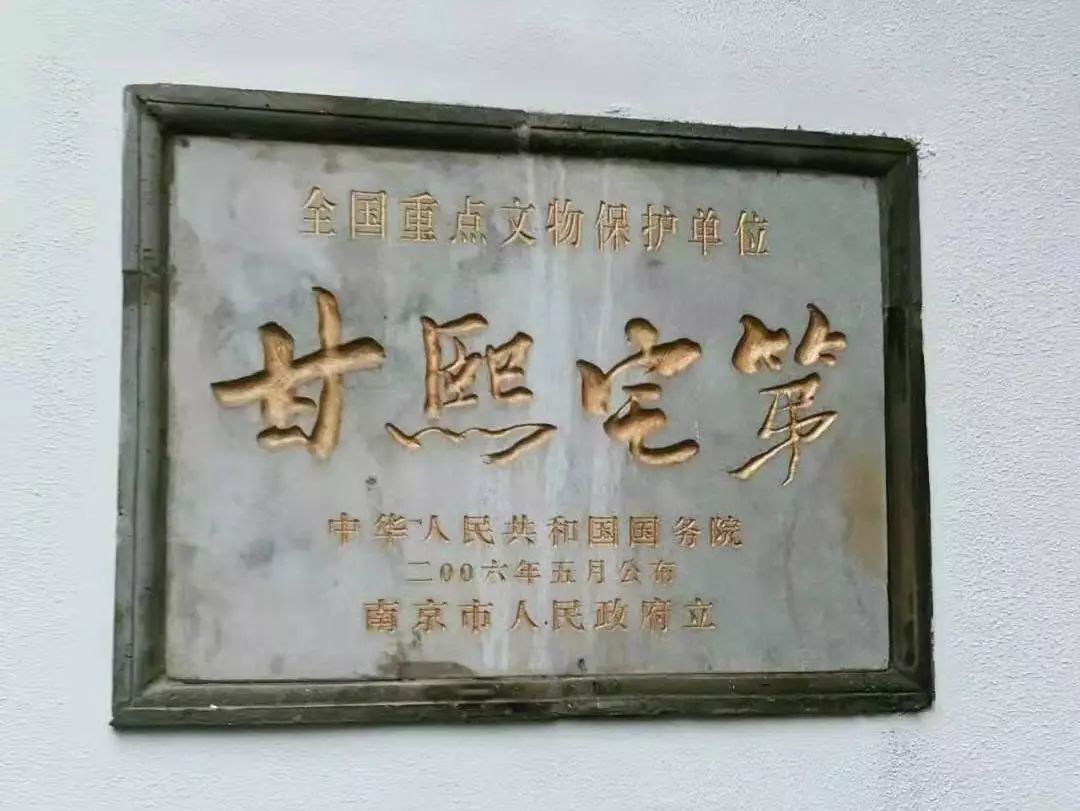 全国重点文物保护单位
甘熙宅第
中华人民共和国国务院
二00六年五月公布
南京市人民政府立